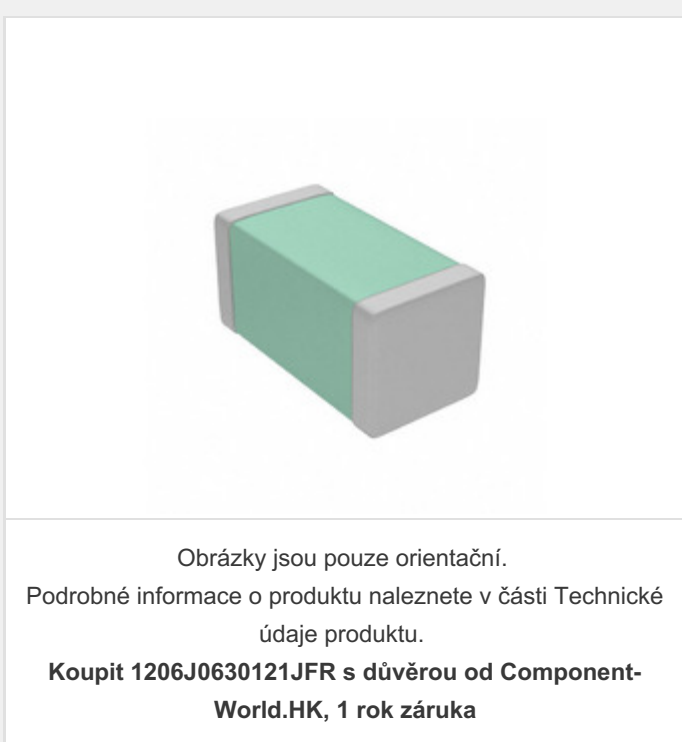 Obrázky jsou pouze orientační.
Podrobné informace o produktu naleznete v části Technické
údaje produktu.
Koupit 1206J0630121JFR s důvěrou od Component-
World.HK, 1 rok záruka